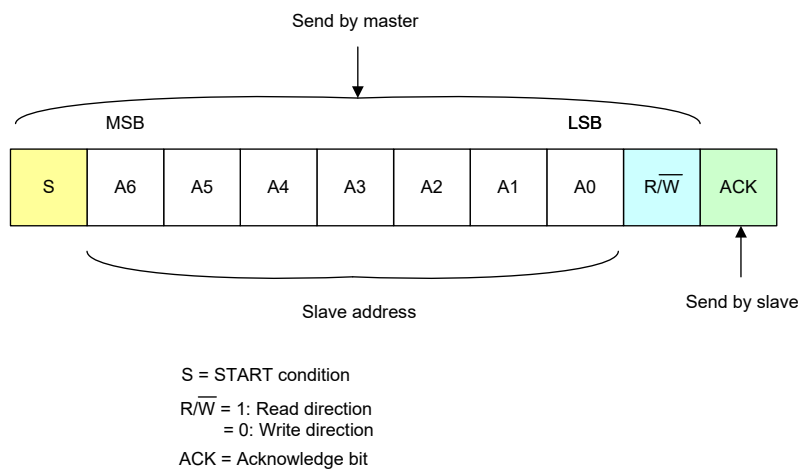 Send by master
MSB LSB
S A6 A5 A4 A3 A2 A1 A0 R/W̅ ACK
Slave address
Send by slave
S = START condition
R/W̅ = 1: Read direction
= 0: Write direction
ACK = Acknowledge bit